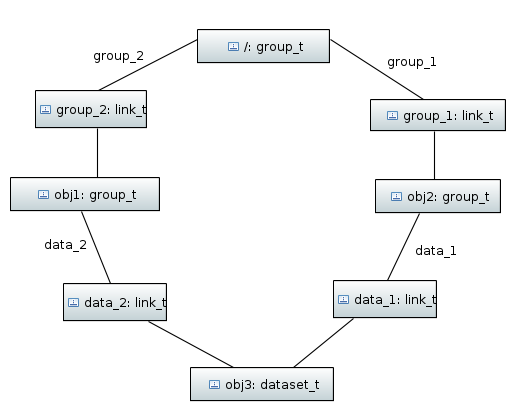 /: group_t
group_2
group_1
group_2: link_t
group_1: link_t
obj1: group_t
obj2: group_t
data_2
data_1
data_2: link_t
data_1: link_t
obj3: dataset_t